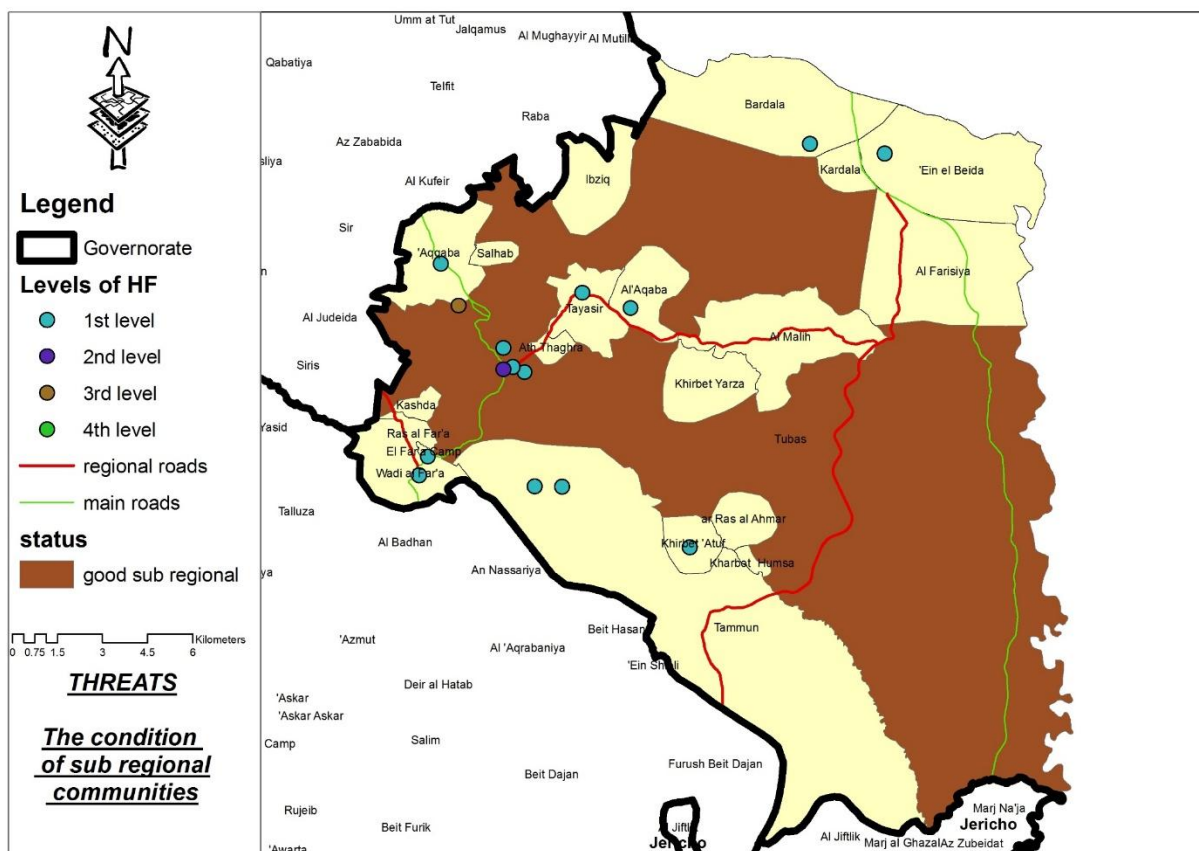 N
Legend
Governorate
Levels of HF
1st level
2nd level
3rd level
4th level
regional roads
main roads
status
good sub regional
Kilometers
0 0.75 1.5 3 4.5 6
THREATS
The condition
of sub regional
communities
Umm at Tut
Jalqamus
Al Mughayyir
Al Mutill
Qabatiya
Telfit
Raba
Az Zababida
sliya
Al Kufeir
Sir
Al Judeida
Siris
Yasid
Talluza
Al Badhan
An Nassariya
'Azmut
Al 'Aqrabaniya
Beit Hasan
'Ein Shibli
Deir al Hatab
'Askar
'Askar Askar
Camp
Salim
Beit Dajan
Furush Beit Dajan
Rujeib
Beit Furik
'Awarta
Al Jiftlik
Jericho
Al Jiftlik
Marj al Ghazal
Az Zubeidat
Marj Na'ja
Jericho
Bardala
Kardala
'Ein el Beida
Ibziq
'Aqqaba
Salhab
Al Farisiya
Al'Aqaba
Tayasir
Ath Thaghra
Al Malih
Khirbet Yarza
Kashda
Ras al Far'a
El Far'a Camp
Wadi al Far'a
Tubas
ar Ras al Ahmar
Khirbet 'Atuf
Kharbet Humsa
Tammun